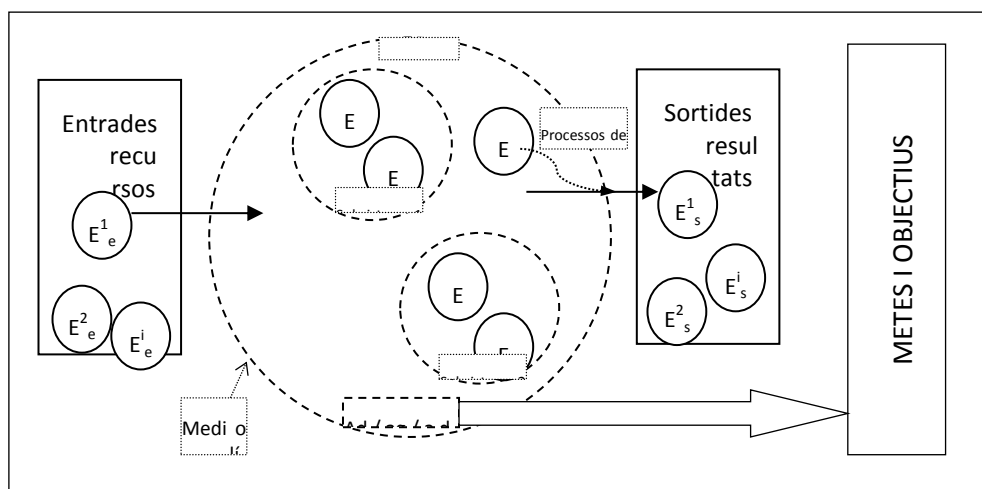 Entrades
recu
rsos
E¹ₑ
E²ₑ
Eⁱₑ
E
E
E
E
E
Processos de
Sortides
resul
tats
E¹ₛ
Eⁱₛ
E²ₛ
Medi o
METES I OBJECTIUS